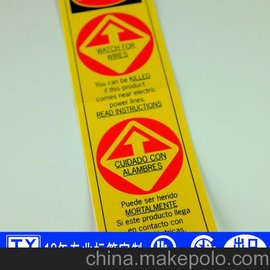 WATCH FOR
WIRES
You can be KILLED
if this product
comes near electric
power lines.
READ INSTRUCTIONS
CUIDADO CON
ALAMBRES
Puede ser herido
MORTALMENTE
Si este producto llega
en contacto con
china.makepolo.com